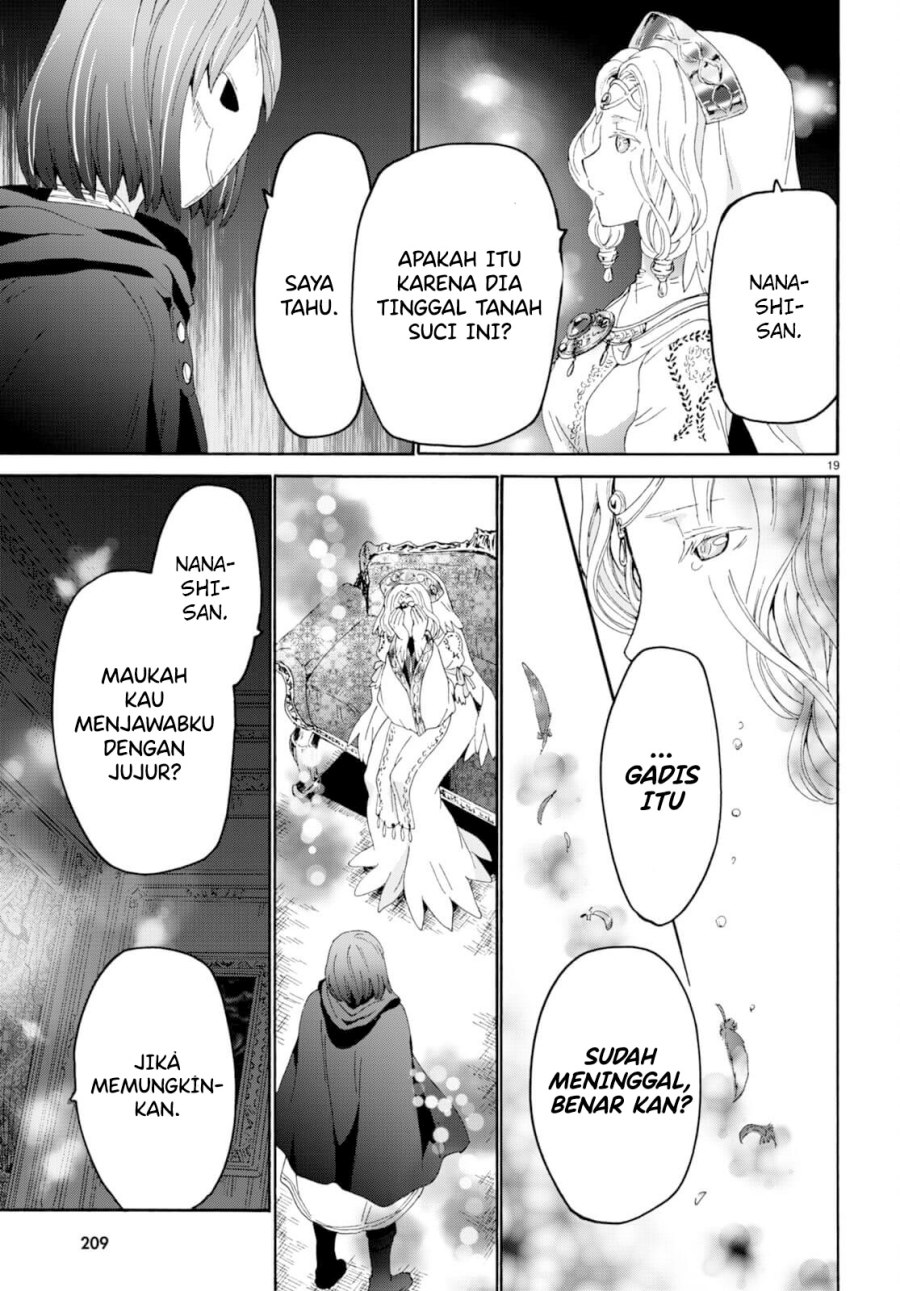 NANA-
SHI-
SAN.
APAKAH ITU
KARENA DIA
TINGGAL TANAH
SUCI INI?
SAYA
TAHU.
19
...
GADIS
ITU
SUDAH
MENINGGAL,
BENAR KAN?
NANA-
SHI-
SAN.
MAUKAH
KAU
MENJAWABKU
DENGAN
JUJUR?
JIKA
MEMUNGKIN-
KAN.
209